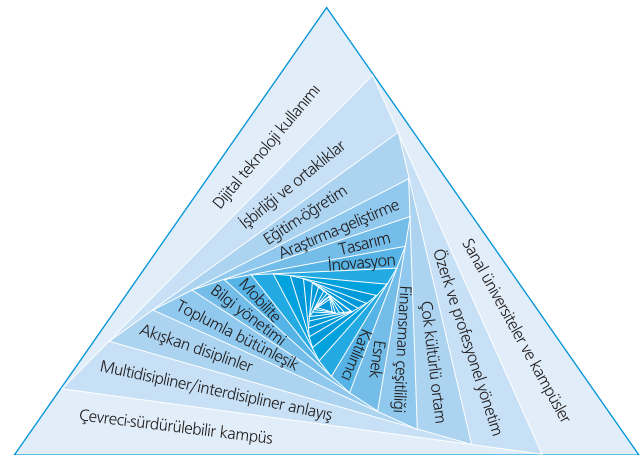 Dijital teknoloji kullanımı
İşbirliği ve ortaklıklar
Eğitim-öğretim
Araştırma-geliştirme
Tasarım
İnovasyon
Sanal üniversiteler ve kampüsler
Özerk ve profesyonel yönetim
Çok kültürlü ortam
Finansman çeşitliliği
Esnek
Katılımcı
Mobilite
Bilgi yönetimi
Toplumla bütünleşik
Akışkan disiplinler
Multidisipliner/interdisipliner anlayış
Çevreci-sürdürülebilir kampüs